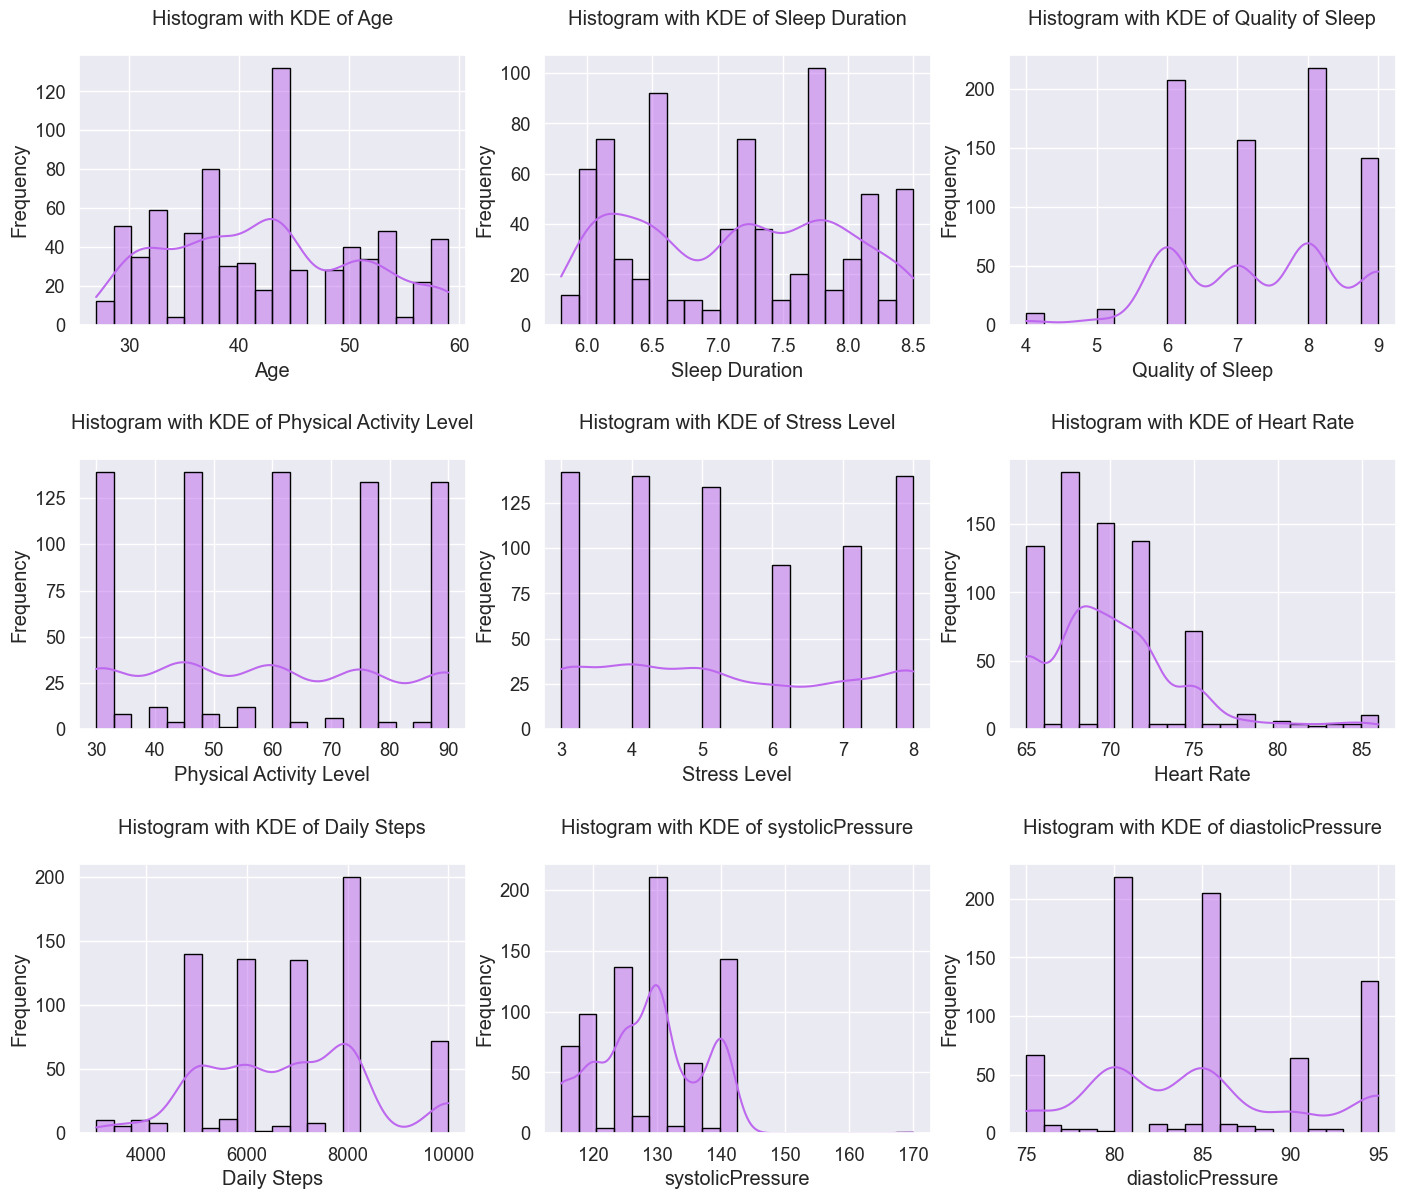 Histogram with KDE of Age
Histogram with KDE of Sleep Duration
Histogram with KDE of Quality of Sleep
120
100
80
60
40
20
0
Frequency
30 40 50 60
Age
100
80
60
40
20
0
Frequency
6.0 6.5 7.0 7.5 8.0 8.5
Sleep Duration
200
150
100
50
0
Frequency
4 5 6 7 8 9
Quality of Sleep
Histogram with KDE of Physical Activity Level
Histogram with KDE of Stress Level
Histogram with KDE of Heart Rate
125
100
75
50
25
0
Frequency
30 40 50 60 70 80 90
Physical Activity Level
125
100
75
50
25
0
Frequency
3 4 5 6 7 8
Stress Level
150
100
50
0
Frequency
65 70 75 80 85
Heart Rate
Histogram with KDE of Daily Steps
Histogram with KDE of systolicPressure
Histogram with KDE of diastolicPressure
200
150
100
50
0
Frequency
4000 6000 8000 10000
Daily Steps
200
150
100
50
0
Frequency
120 130 140 150 160 170
systolicPressure
200
150
100
50
0
Frequency
75 80 85 90 95
diastolicPressure